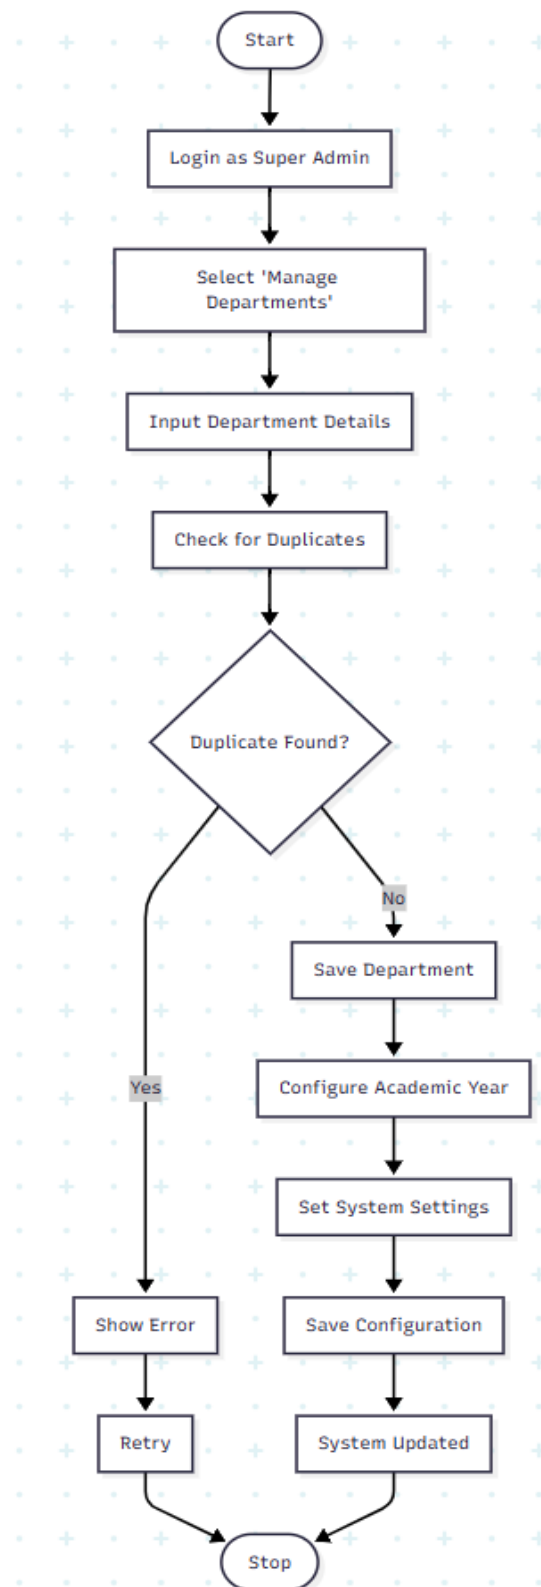 Start
Login as Super Admin
Select 'Manage
Departments'
Input Department Details
Check for Duplicates
Duplicate Found?
No
Save Department
Yes
Configure Academic Year
Set System Settings
Show Error
Save Configuration
Retry
System Updated
Stop